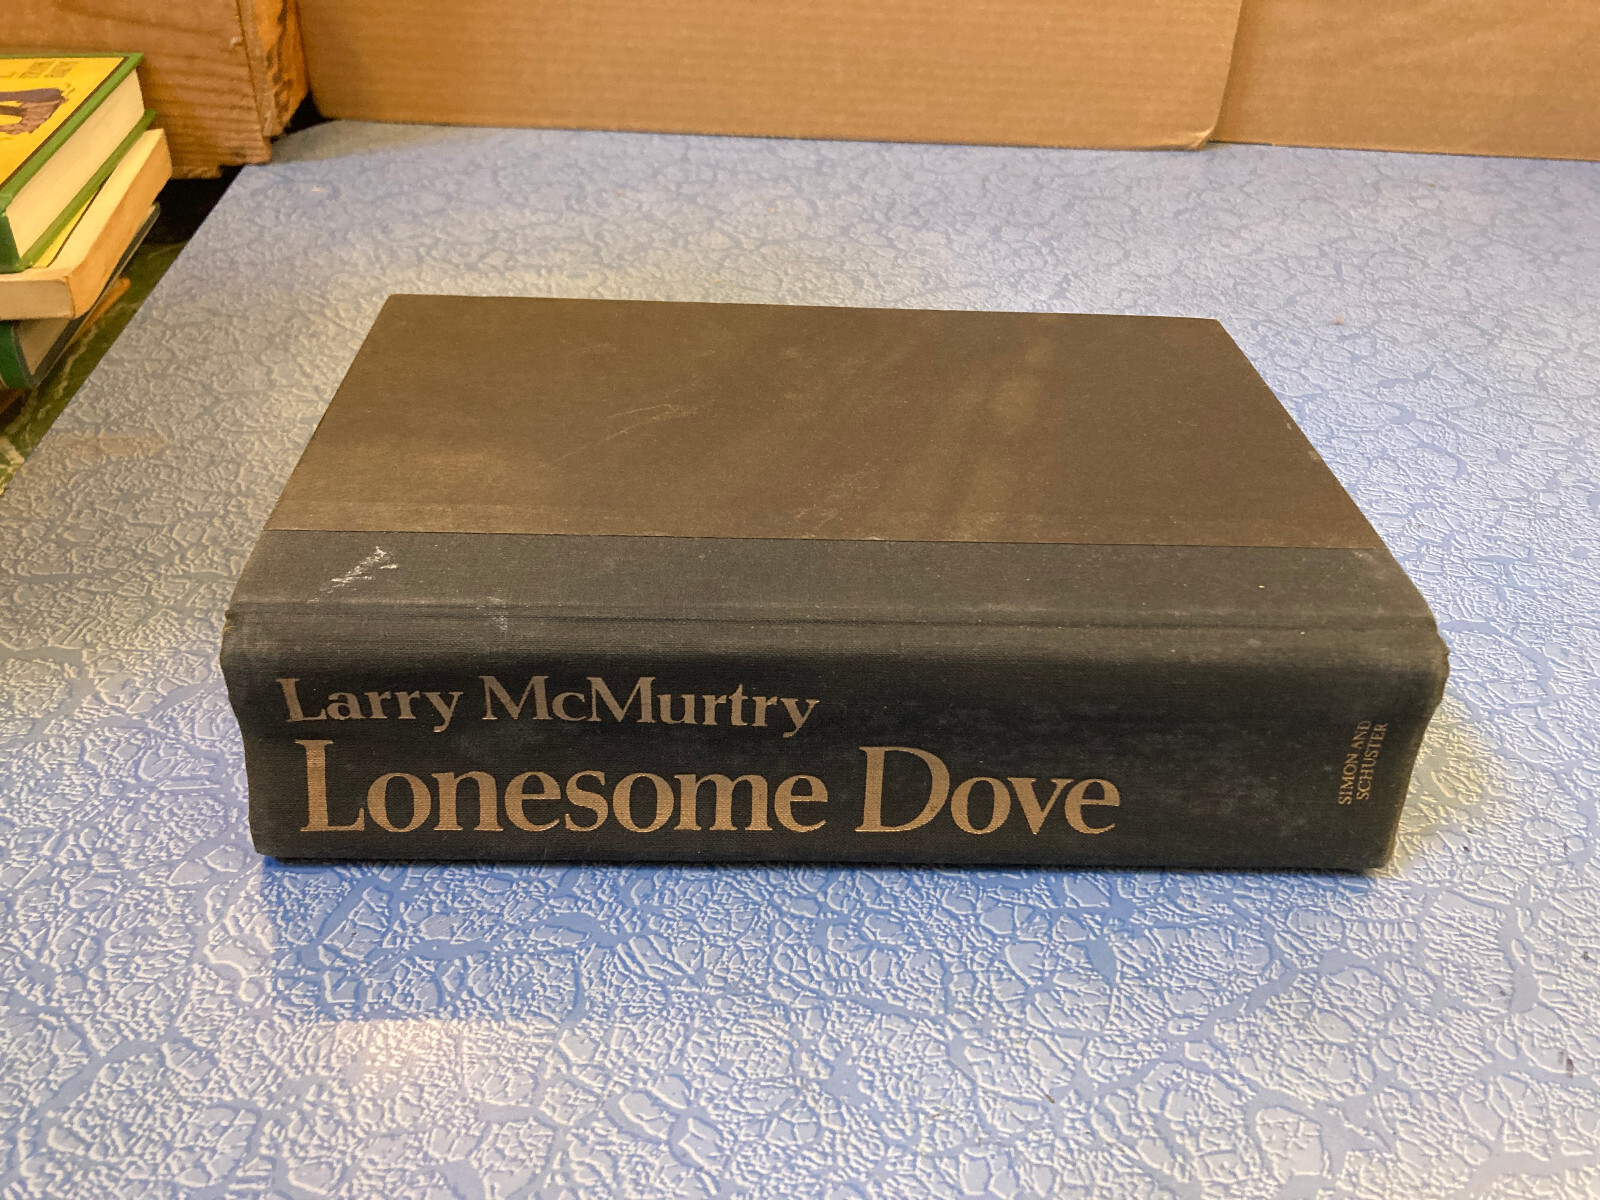 Larry McMurtry
Lonesome Dove
SIMON AND
SCHUSTER